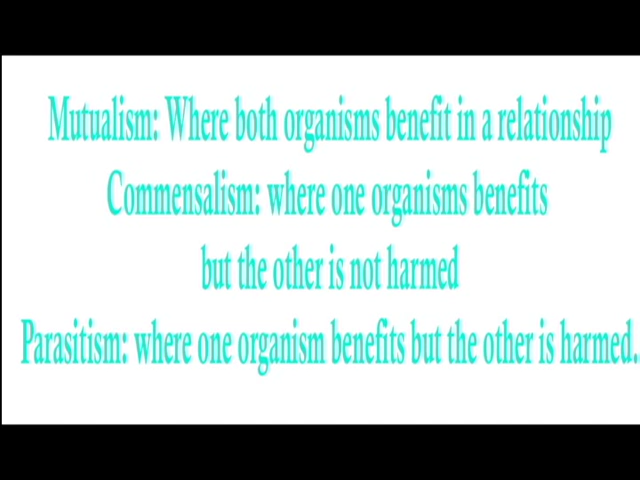 Mutualism: Where both organisms benefit in a relationship
Commensalism: where one organisms benefits
but the other is not harmed
Parasitism: where one organism benefits but the other is harmed.